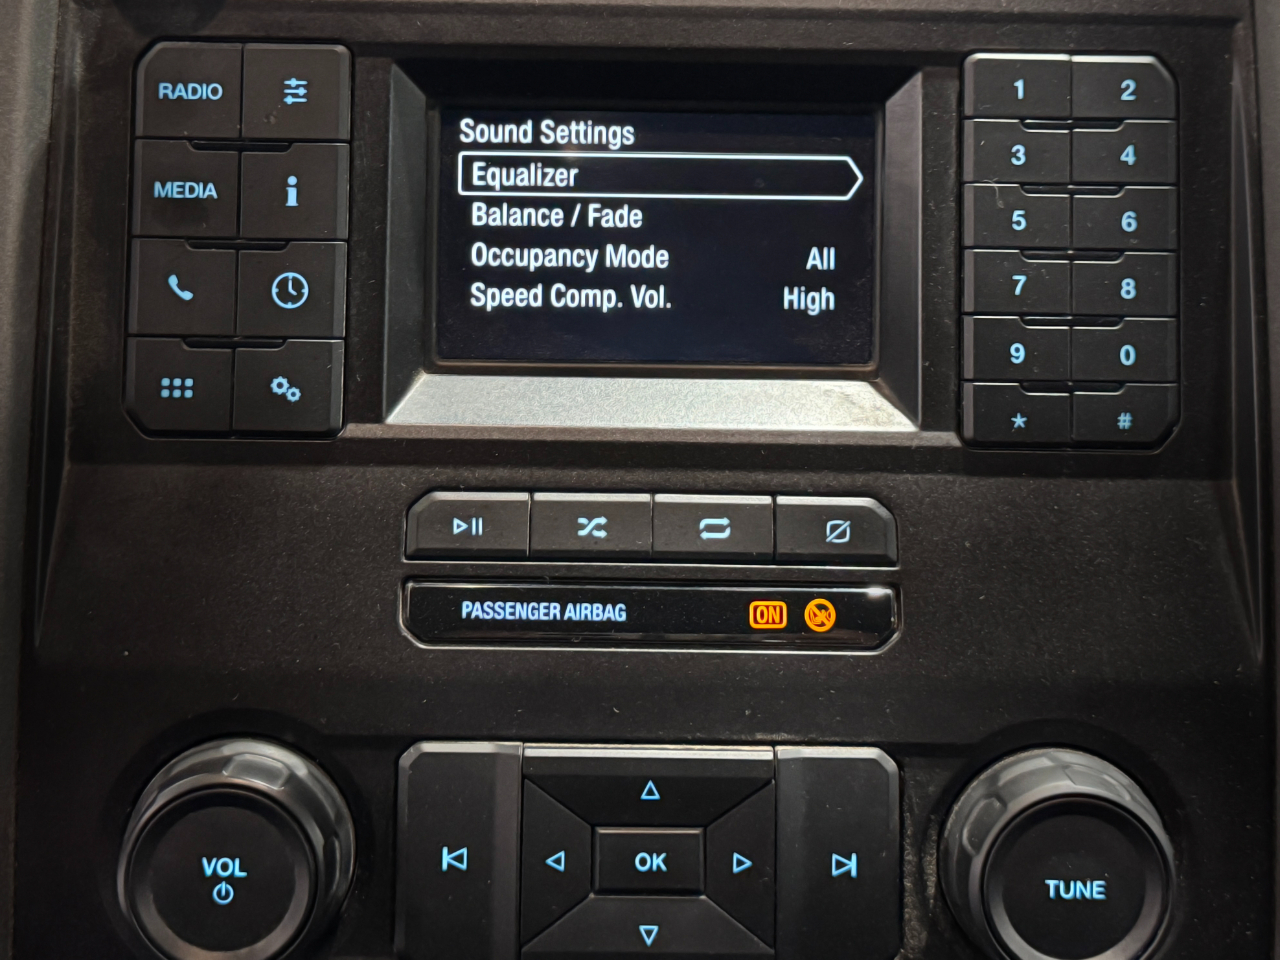 RADIO
MEDIA
Sound Settings
Equalizer
Balance / Fade
Occupancy Mode All
Speed Comp. Vol. High
1 2
3 4
5 6
7 8
9 0
* #
PASSENGER AIRBAG ON
VOL
OK
TUNE